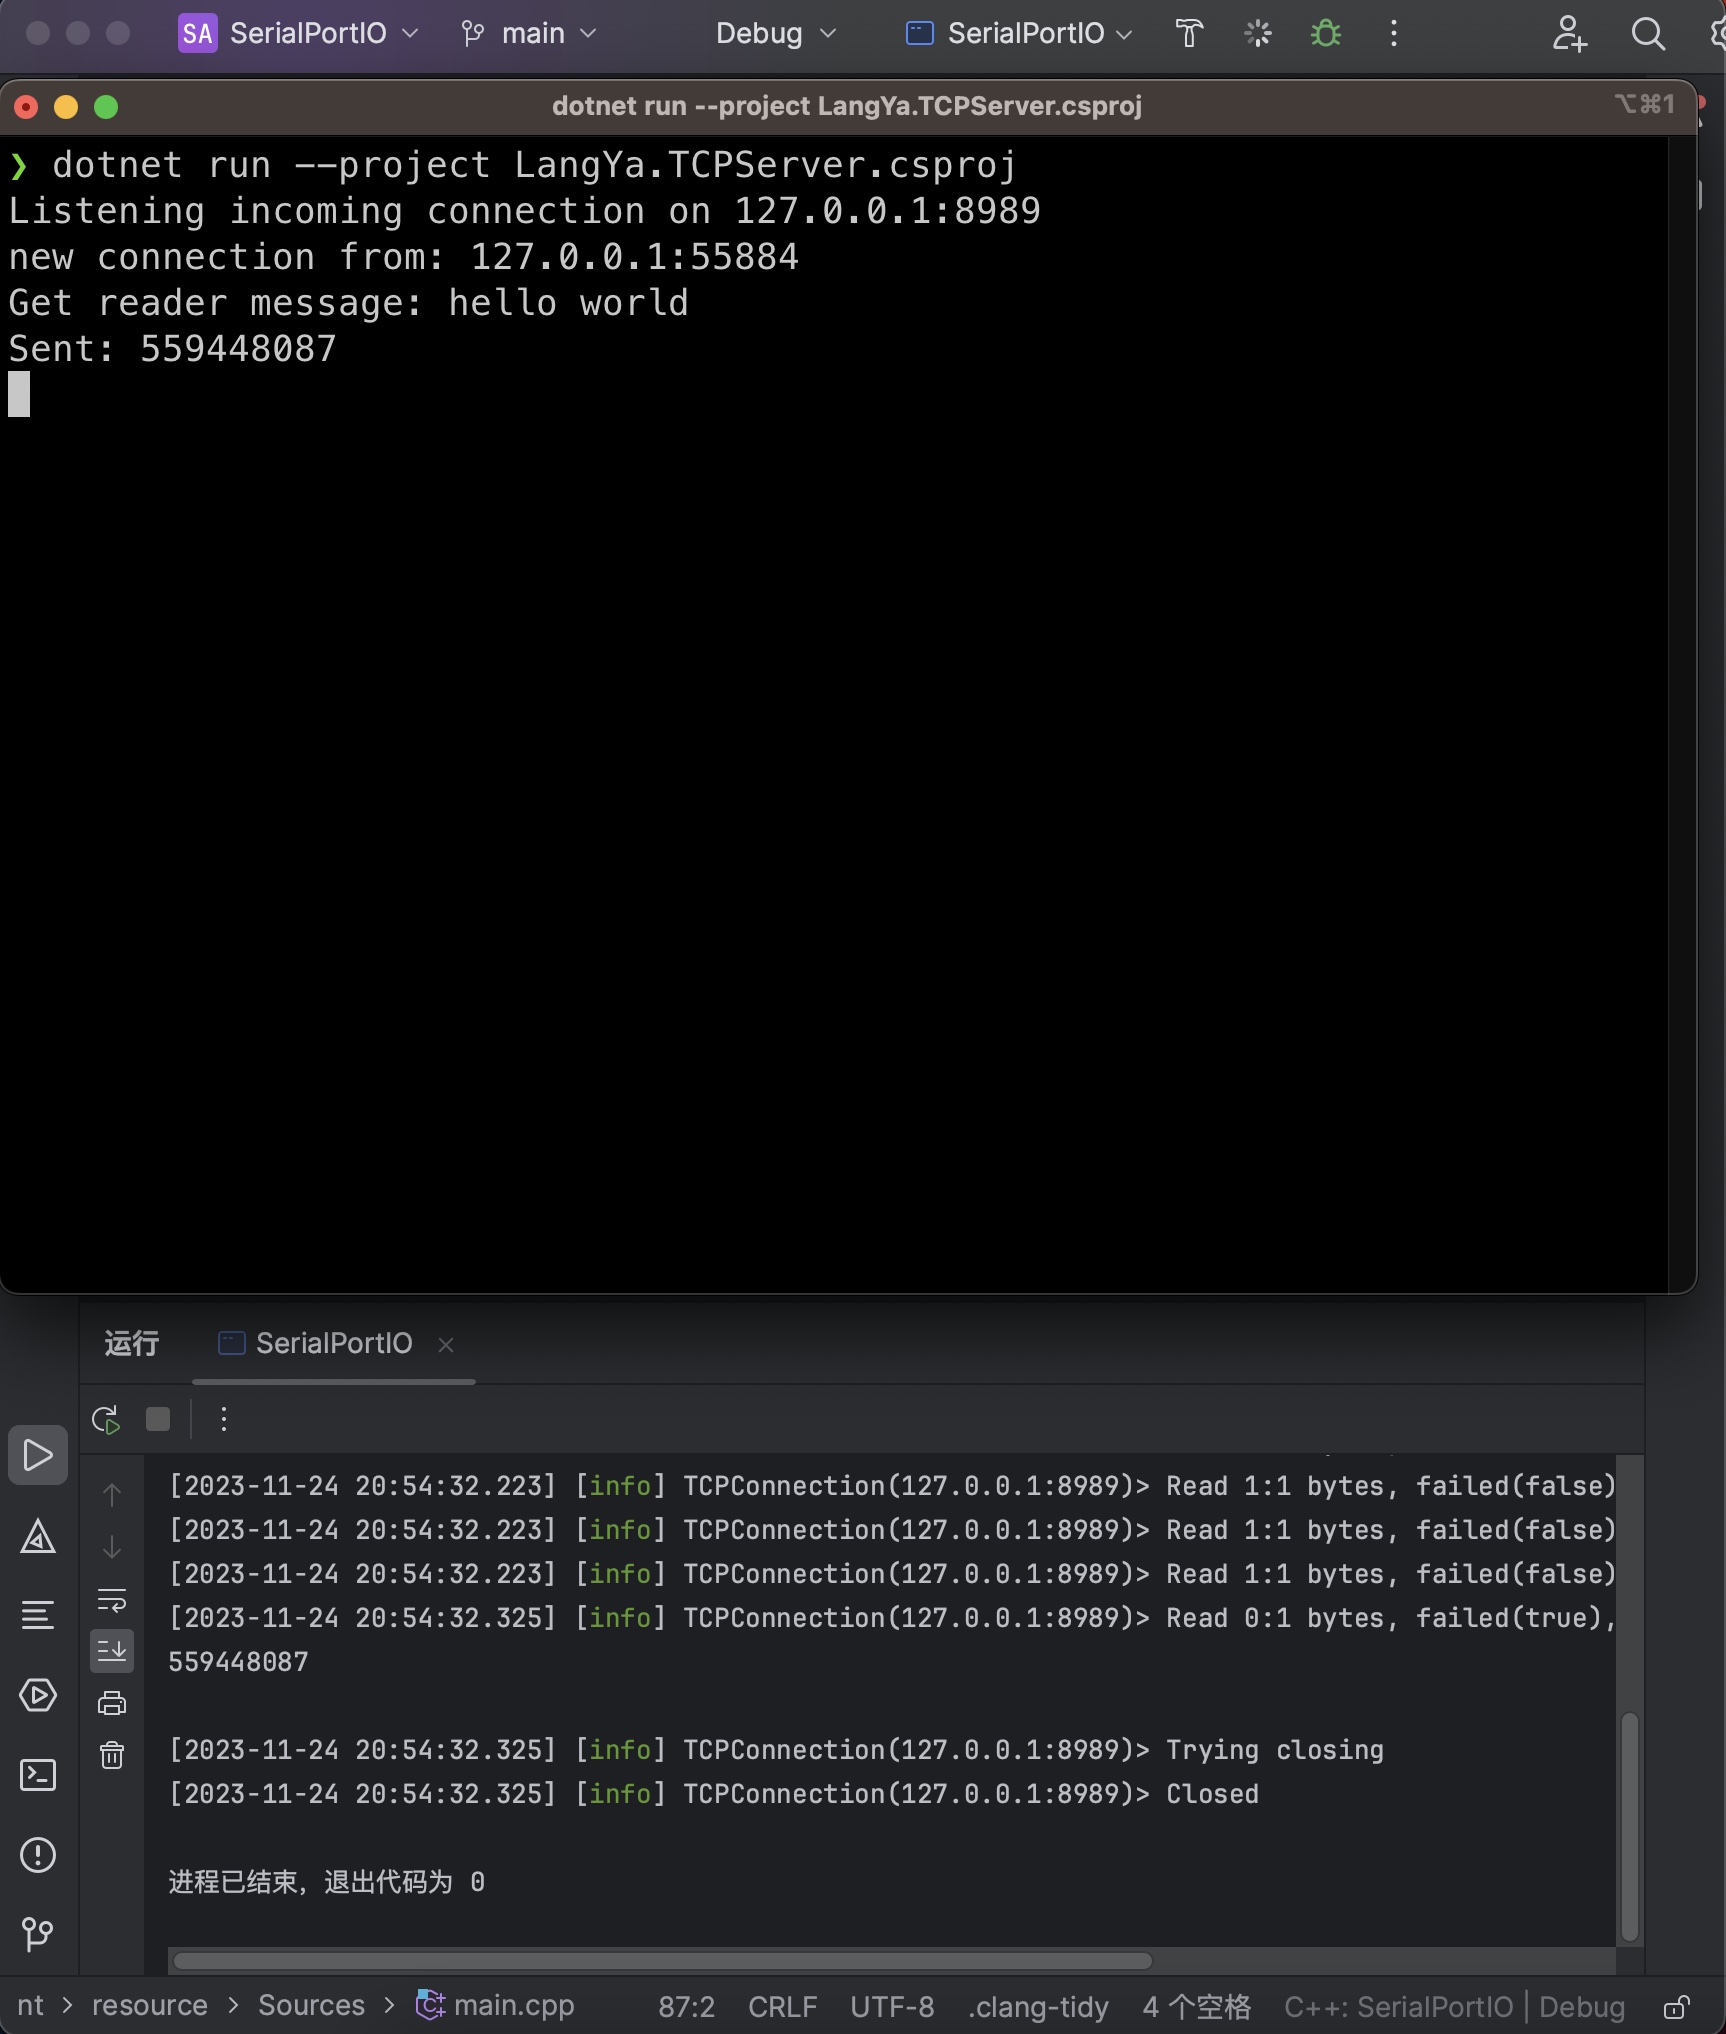 SA SerialPortIO main Debug SerialPortIO
dotnet run --project LangYa.TCPServer.csproj ⌥⌘1
❯ dotnet run --project LangYa.TCPServer.csproj
Listening incoming connection on 127.0.0.1:8989
new connection from: 127.0.0.1:55884
Get reader message: hello world
Sent: 559448087
运行 SerialPortIO
[2023-11-24 20:54:32.223] [info] TCPConnection(127.0.0.1:8989)> Read 1:1 bytes, failed(false)
[2023-11-24 20:54:32.223] [info] TCPConnection(127.0.0.1:8989)> Read 1:1 bytes, failed(false)
[2023-11-24 20:54:32.223] [info] TCPConnection(127.0.0.1:8989)> Read 1:1 bytes, failed(false)
[2023-11-24 20:54:32.325] [info] TCPConnection(127.0.0.1:8989)> Read 0:1 bytes, failed(true),
559448087
[2023-11-24 20:54:32.325] [info] TCPConnection(127.0.0.1:8989)> Trying closing
[2023-11-24 20:54:32.325] [info] TCPConnection(127.0.0.1:8989)> Closed
进程已结束，退出代码为 0
nt > resource > Sources > main.cpp 87:2 CRLF UTF-8 .clang-tidy 4 个空格 C++: SerialPortIO | Debug